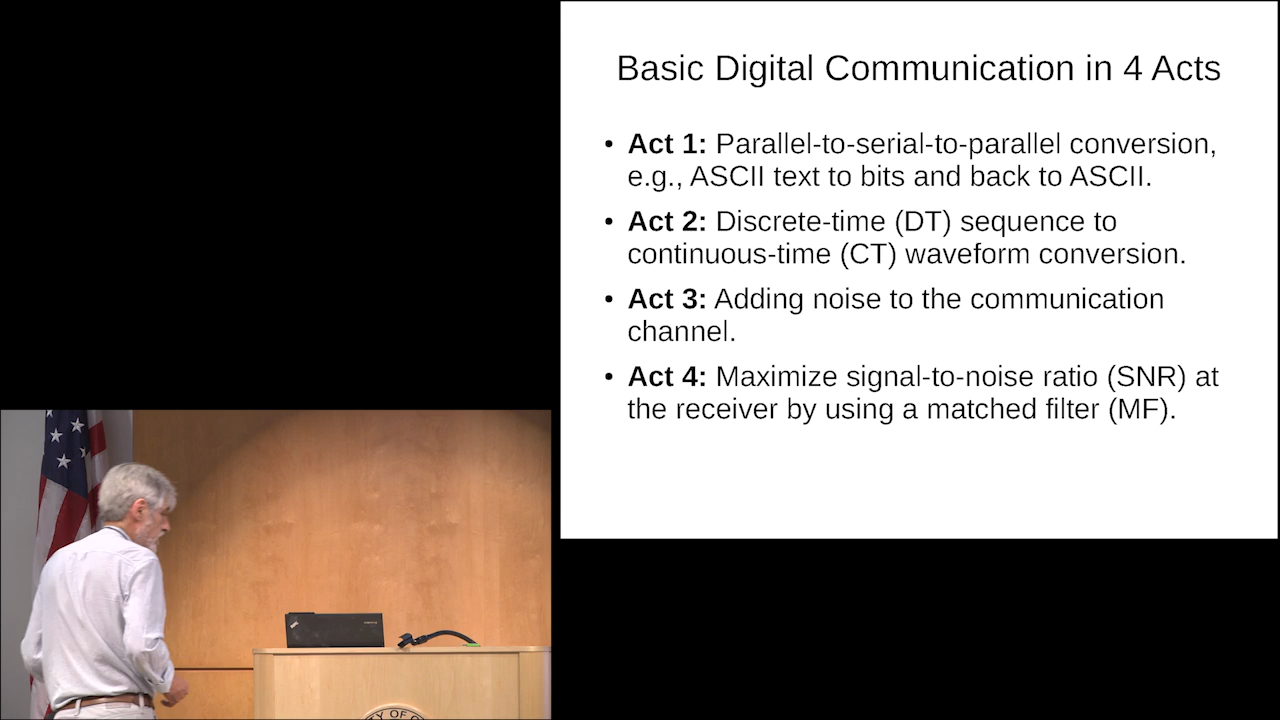 Basic Digital Communication in 4 Acts
• Act 1: Parallel-to-serial-to-parallel conversion,
e.g., ASCII text to bits and back to ASCII.
• Act 2: Discrete-time (DT) sequence to
continuous-time (CT) waveform conversion.
• Act 3: Adding noise to the communication
channel.
• Act 4: Maximize signal-to-noise ratio (SNR) at
the receiver by using a matched filter (MF).
TY OF